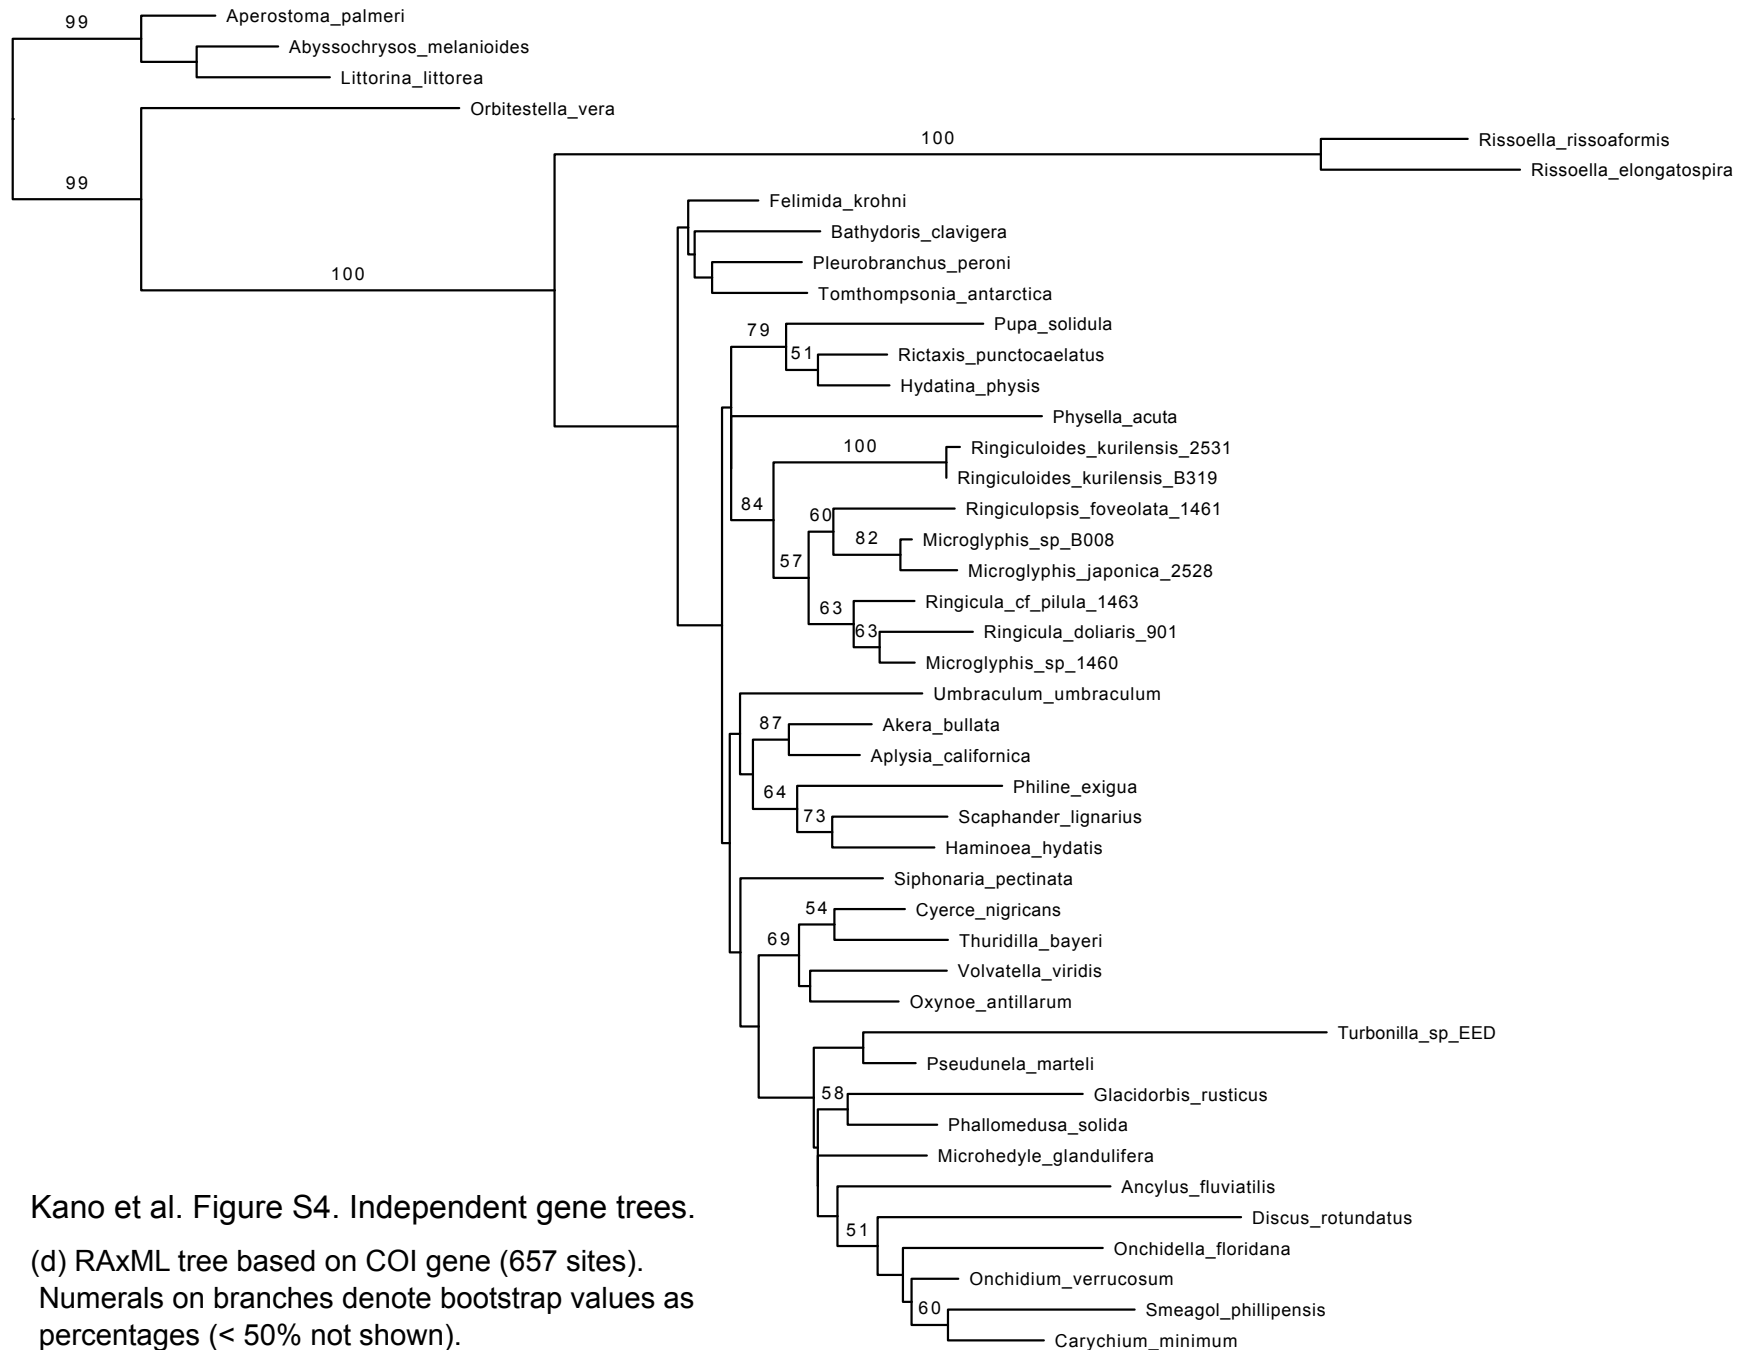 99
Aperostoma_palmeri
Abyssochrysos_melanioides
Littorina_littorea
Orbitestella_vera
100
Rissoella_rissoaformis
Rissoella_elongatospira
99
Felimida_krohni
Bathydoris_clavigera
Pleurobranchus_peroni
100
Tomthompsonia_antarctica
79
Pupa_solidula
51
Rictaxis_punctocaelatus
Hydatina_physis
Physella_acuta
100
Ringiculoides_kurilensis_2531
Ringiculoides_kurilensis_B319
84
60
Ringiculopsis_foveolata_1461
82
Microglyphis_sp_B008
57
Microglyphis_japonica_2528
63
Ringicula_cf_pilula_1463
63
Ringicula_doliaris_901
Microglyphis_sp_1460
Umbraculum_umbraculum
87
Akera_bullata
Aplysia_californica
64
Philine_exigua
73
Scaphander_lignarius
Haminoea_hydatis
Siphonaria_pectinata
54
Cyerce_nigricans
69
Thuridilla_bayeri
Volvatella_viridis
Oxynoe_antillarum
Turbonilla_sp_EED
Pseudunela_marteli
58
Glacidorbis_rusticus
Phallomedusa_solida
Microhedyle_glandulifera
Ancylus_fluviatilis
51
Discus_rotundatus
Onchidella_floridana
Onchidium_verrucosum
60
Smeagol_phillipensis
Carychium_minimum
Kano et al. Figure S4. Independent gene trees.
(d) RAxML tree based on COI gene (657 sites).
Numerals on branches denote bootstrap values as
percentages (< 50% not shown).